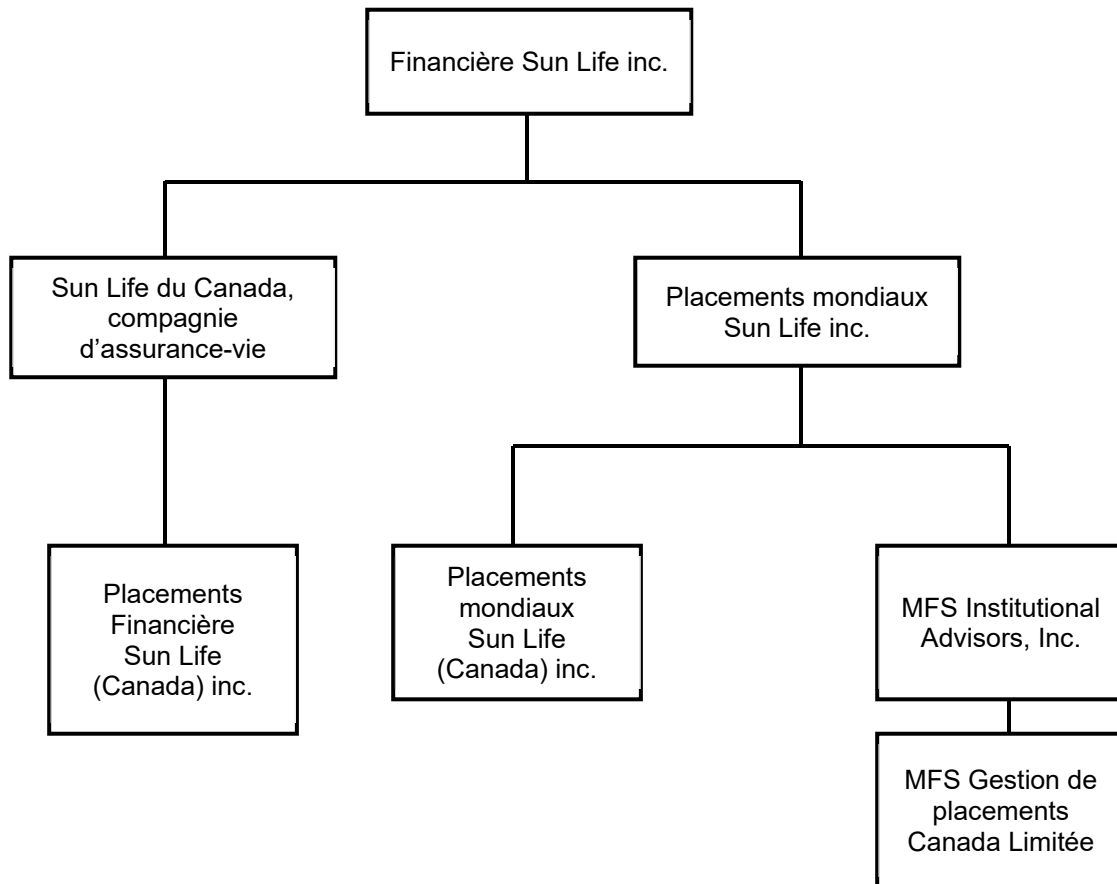 Financière Sun Life inc.
Sun Life du Canada,
compagnie
d’assurance-vie
Placements mondiaux
Sun Life inc.
Placements
Financière
Sun Life
(Canada) inc.
Placements
mondiaux
Sun Life
(Canada) inc.
MFS Institutional
Advisors, Inc.
MFS Gestion de
placements
Canada Limitée